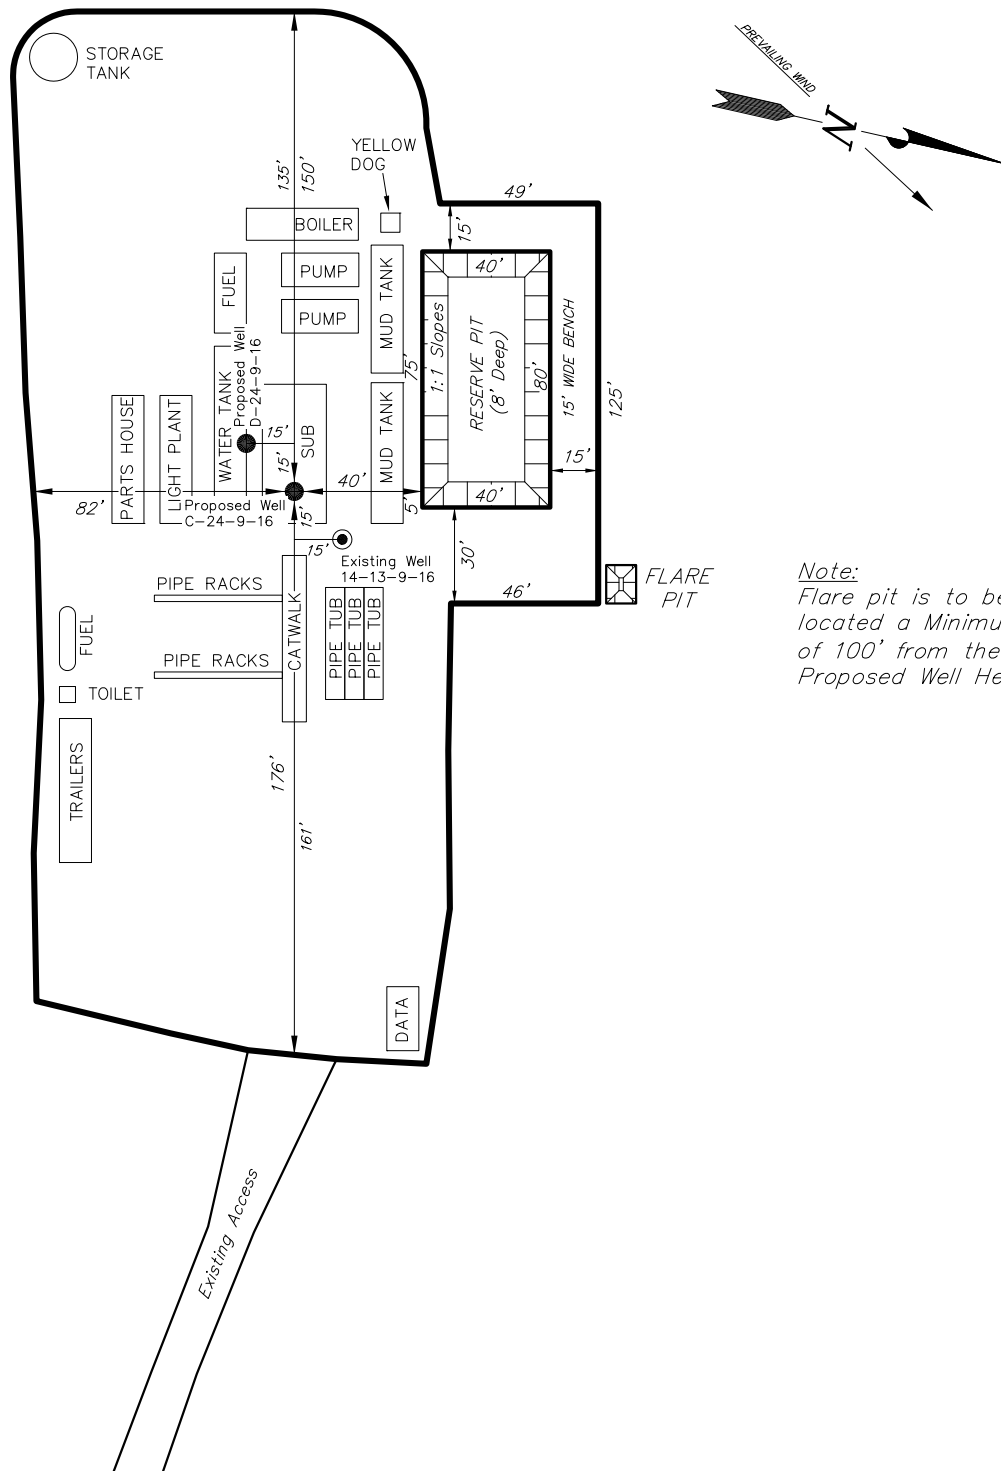 STORAGE
TANK
PREVAILING WIND
N
135'
150'
YELLOW
DOG
49'
BOILER
15'
FUEL
PUMP
PUMP
MUD TANK
40'
1:1 Slopes
75'
RESERVE PIT
(8' Deep)
80'
15' WIDE BENCH
125'
Proposed Well
D-24-9-16
WATER TANK
PARTS HOUSE
LIGHT PLANT
SUB
MUD TANK
15'
15'
15'
82'
40'
5'
40'
Proposed Well
C-24-9-16
15'
15'
Existing Well
14-13-9-16
30'
46'
FLARE
PIT
Note:
Flare pit is to be
located a
of 100' from the
Proposed Well
PIPE RACKS
CATWALK
PIPE TUB
PIPE TUB
PIPE TUB
FUEL
PIPE RACKS
TOILET
TRAILERS
176'
161'
DATA
Existing Access